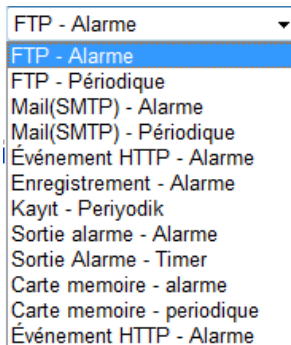 FTP - Alarme
FTP - Alarme
FTP - Périodique
Mail(SMTP) - Alarme
Mail(SMTP) - Périodique
Événement HTTP - Alarme
Enregistrement - Alarme
Kayıt - Periyodik
Sortie alarme - Alarme
Sortie Alarme - Timer
Carte memoire - alarme
Carte memoire - periodique
Événement HTTP - Alarme